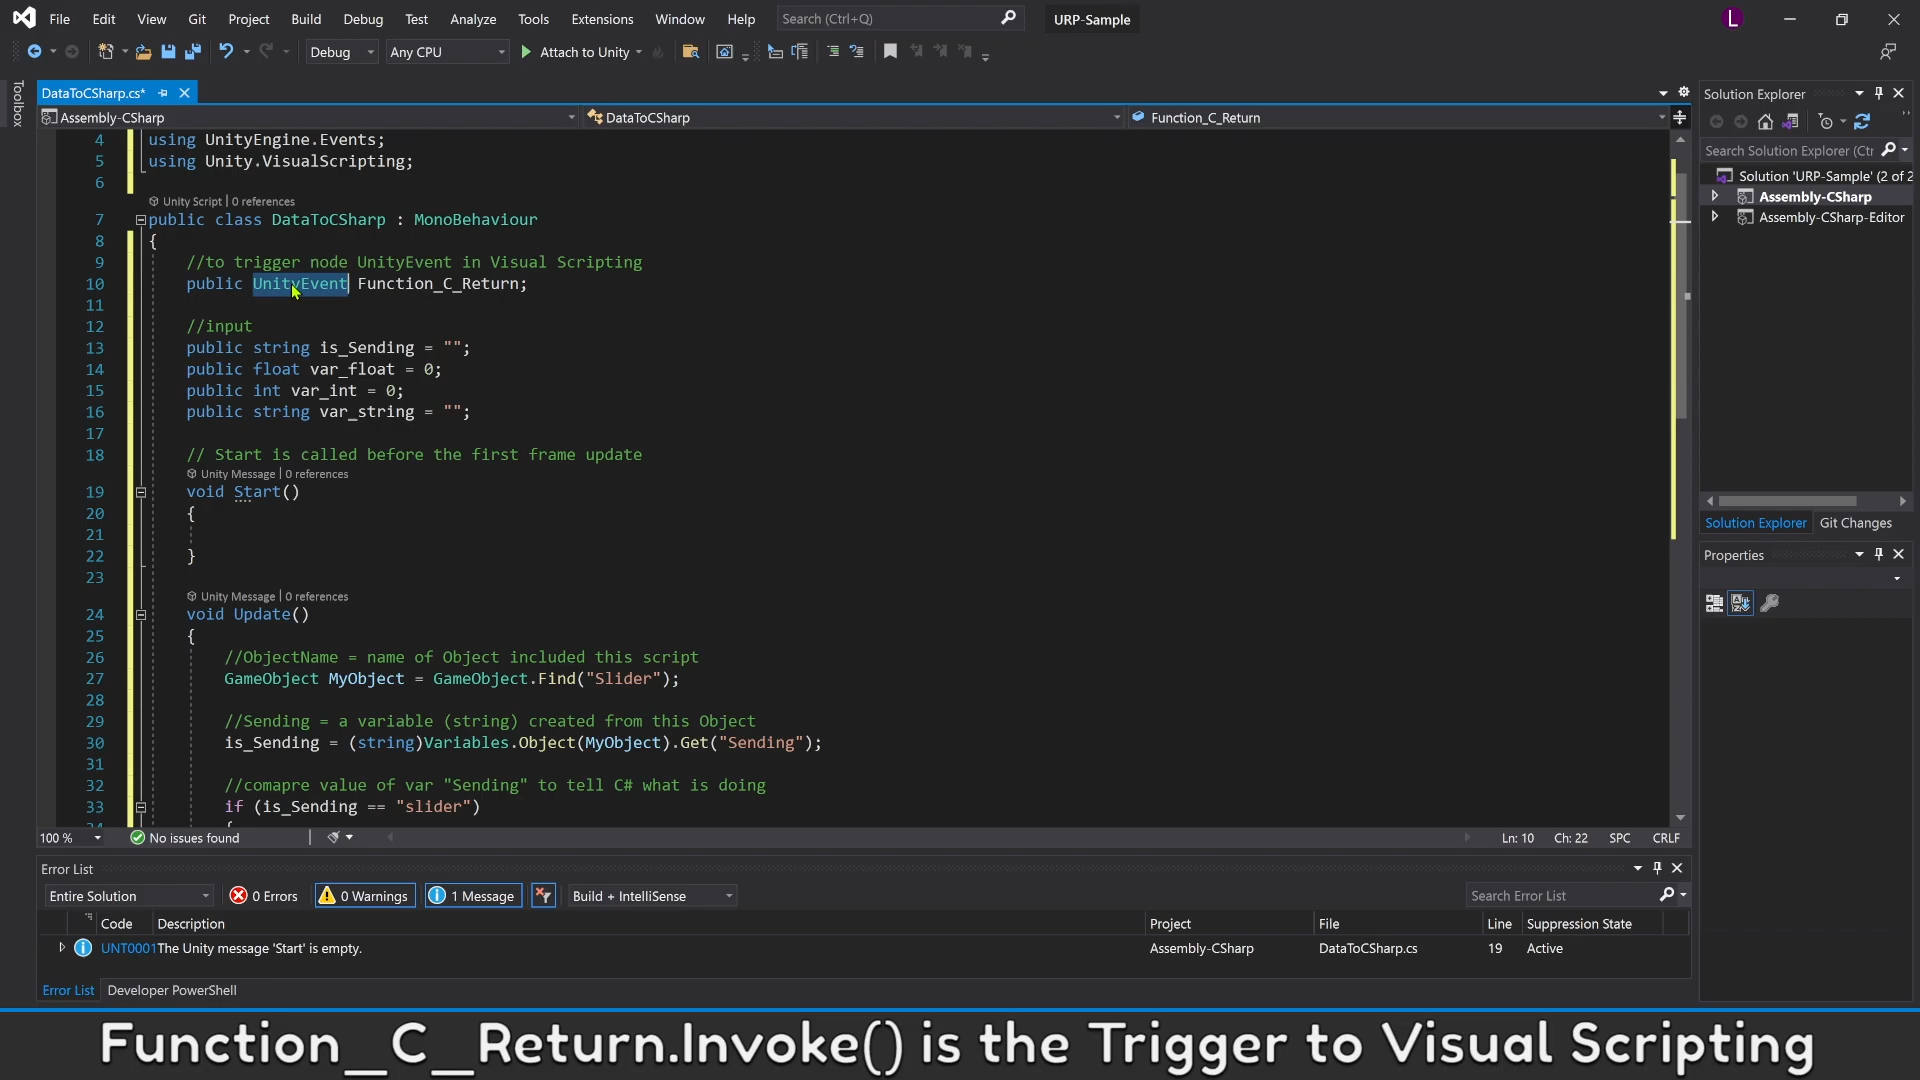 File Edit View Git Project Build Debug Test Analyze Tools Extensions Window Help Search (Ctrl+Q) URP-Sample L
Debug Any CPU Attach to Unity
Toolbox
DataToCSharp.cs*
Assembly-CSharp DataToCSharp Function_C_Return
4 using UnityEngine.Events;
5 using Unity.VisualScripting;
6
Unity Script | 0 references
7 public class DataToCSharp : MonoBehaviour
8 {
9 //to trigger node UnityEvent in Visual Scripting
10 public UnityEvent Function_C_Return;
11
12 //input
13 public string is_Sending = "";
14 public float var_float = 0;
15 public int var_int = 0;
16 public string var_string = "";
17
18 // Start is called before the first frame update
Unity Message | 0 references
19 void Start()
20 {
21
22 }
23
Unity Message | 0 references
24 void Update()
25 {
26 //ObjectName = name of Object included this script
27 GameObject MyObject = GameObject.Find("Slider");
28
29 //Sending = a variable (string) created from this Object
30 is_Sending = (string)Variables.Object(MyObject).Get("Sending");
31
32 //comapre value of var "Sending" to tell C# what is doing
33 if (is_Sending == "slider")
100 % No issues found Ln: 10 Ch: 22 SPC CRLF
Error List
Entire Solution 0 Errors 0 Warnings 1 Message Build + IntelliSense Search Error List
Code Description Project File Line Suppression State
UNT0001 The Unity message 'Start' is empty. Assembly-CSharp DataToCSharp.cs 19 Active
Error List Developer PowerShell
Solution Explorer
Search Solution Explorer (Ctr
Solution 'URP-Sample' (2 of 2
Assembly-CSharp
Assembly-CSharp-Editor
Solution Explorer Git Changes
Properties
Function_C_Return.Invoke() is the Trigger to Visual Scripting